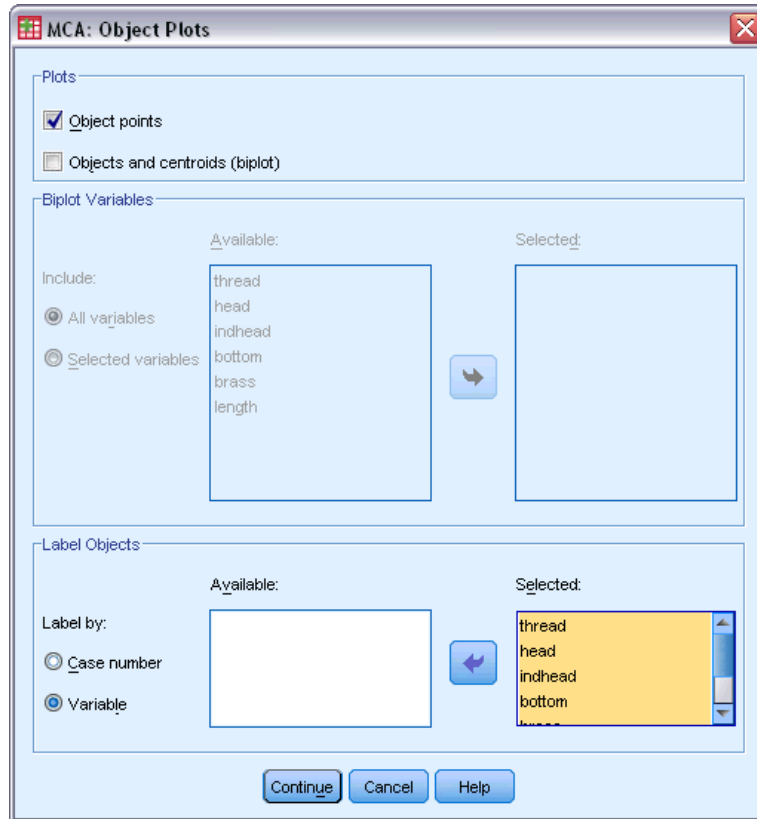 MCA: Object Plots
Plots
Object points
Objects and centroids (biplot)
Biplot Variables
Available:
Selected:
Include:
All variables
Selected variables
thread
head
indhead
bottom
brass
length
Label Objects
Available:
Selected:
Label by:
Case number
Variable
thread
head
indhead
bottom
brass
Continue
Cancel
Help